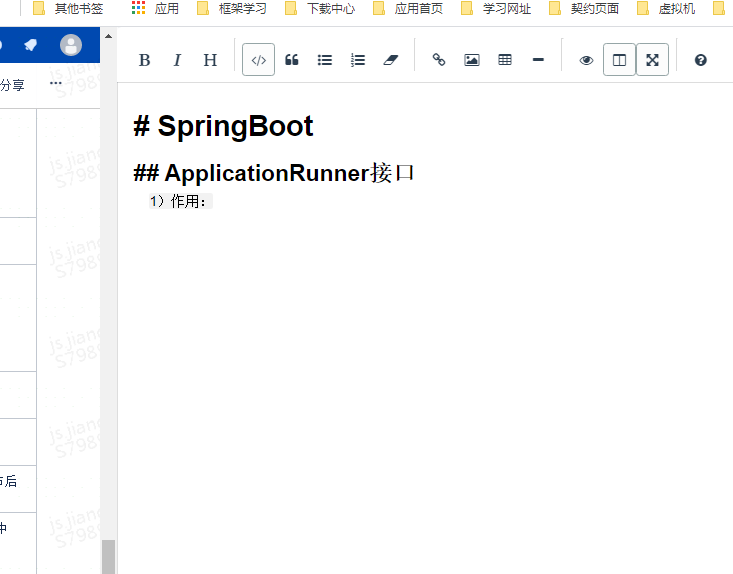 其他书签 应用 框架学习 下载中心 应用首页 学习网址 契约页面 虚拟机
分享 ...
B I H </>
# SpringBoot
## ApplicationRunner接口
1）作用：
js.jiang
S798
js.jiang
S798
js.jiang
S798
js.jiang
S798
后
js.jiang
S798
中